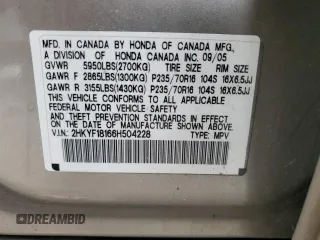 MFD. IN CANADA BY HONDA OF CANADA MFG.,
A DIVISION OF HONDA CANADA INC. 09/05
GVWR 5950LBS(2700KG) TIRE SIZE RIM SIZE
GAWR F 2865LBS(1300KG) P235/70R16 104S 16X6.5JJ
GAWR R 3155LBS(1430KG) P235/70R16 104S 16X6.5JJ
THIS VEHICLE CONFORMS TO ALL APPLICABLE
FEDERAL MOTOR VEHICLE SAFETY STANDARDS
IN EFFECT ON THE DATE OF MANUFACTURE SHOWN ABOVE.
V.I.N.: 2HKYF18166H504228 TYPE: MPV
DREAMBID